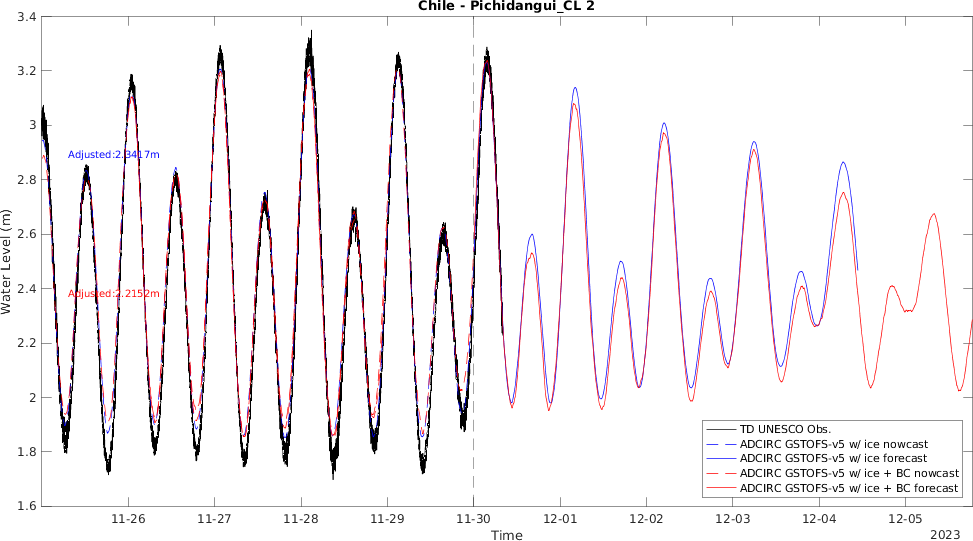 Chile - Pichidangui_CL 2
3.4
3.2
3
2.8
2.6
2.4
2.2
2
1.8
1.6
Water Level (m)
Adjusted:2.3417m
Adjusted:2.2152m
TD UNESCO Obs.
ADCIRC GSTOFS-v5 w/ ice nowcast
ADCIRC GSTOFS-v5 w/ ice forecast
ADCIRC GSTOFS-v5 w/ ice + BC nowcast
ADCIRC GSTOFS-v5 w/ ice + BC forecast
11-26 11-27 11-28 11-29 11-30 12-01 12-02 12-03 12-04 12-05
Time
2023